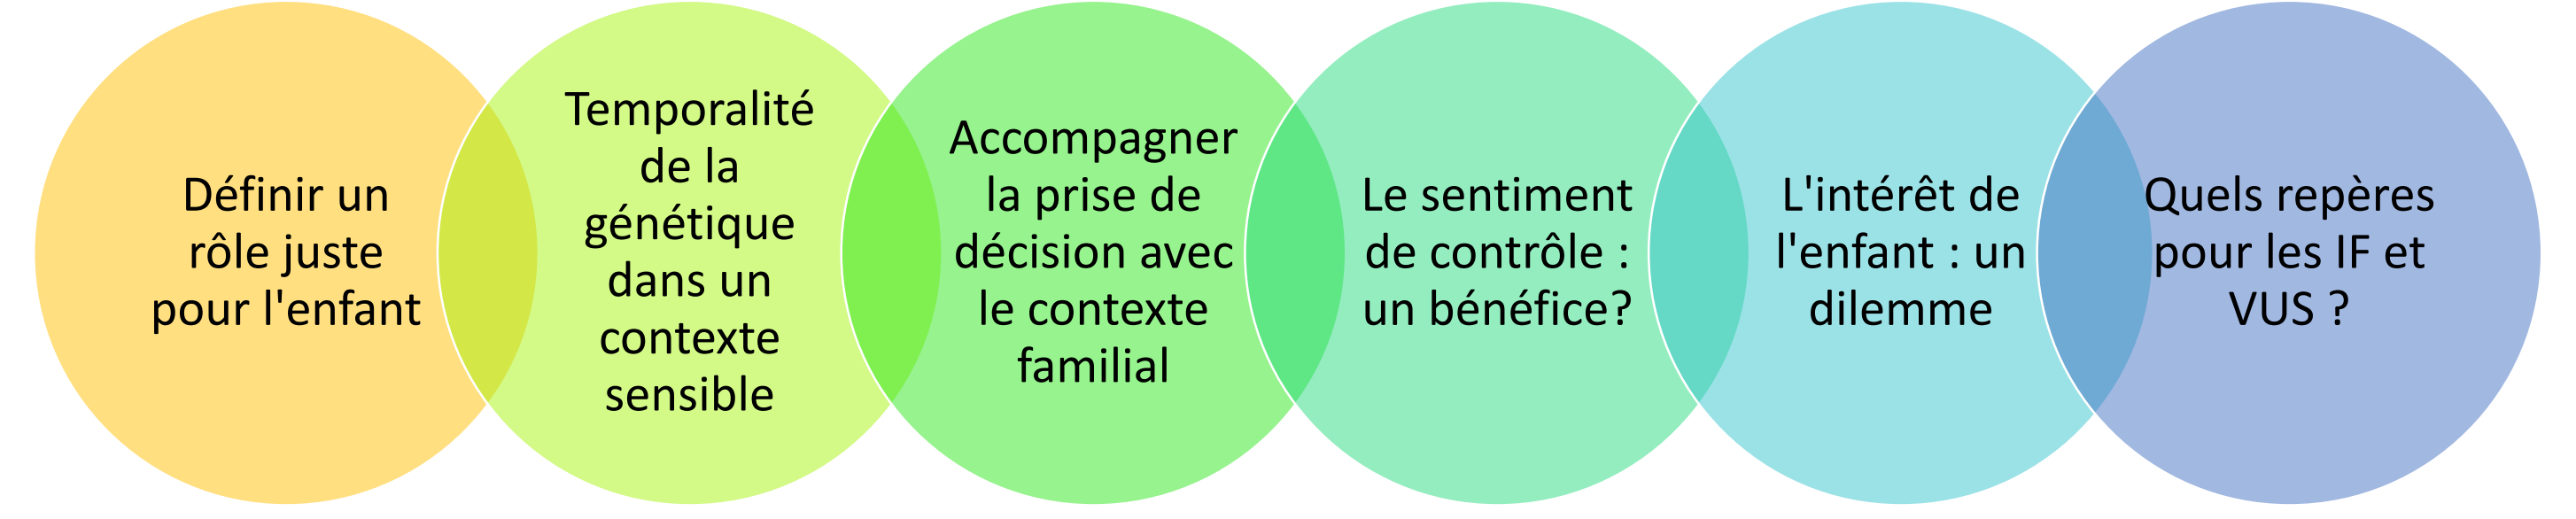 Définir un
rôle juste
pour l'enfant
Temporalité
de la
génétique
dans un
contexte
sensible
Accompagner
la prise de
décision avec
le contexte
familial
Le sentiment
de contrôle :
un bénéfice?
L'intérêt de
l'enfant : un
dilemme
Quels repères
pour les IF et
VUS ?